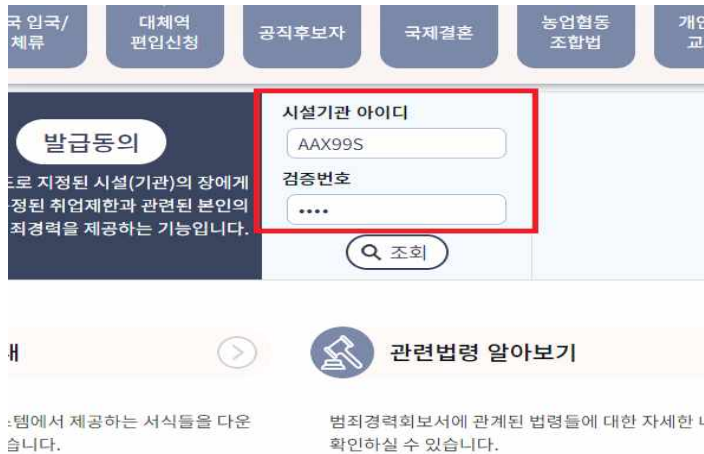 국 입국/
체류
대체역
편입신청
공직후보자
국제결혼
농업협동
조합법
개인
교
시설기관 아이디
AAX99S
검증번호
••••
조회
발급동의
로 지정된 시설(기관)의 장에게
정된 취업제한과 관련된 본인의
죄경력을 제공하는 기능입니다.
내
관련법령 알아보기
템에서 제공하는 서식들을 다운
습니다.
범죄경력회보서에 관계된 법령들에 대한 자세한
확인하실 수 있습니다.